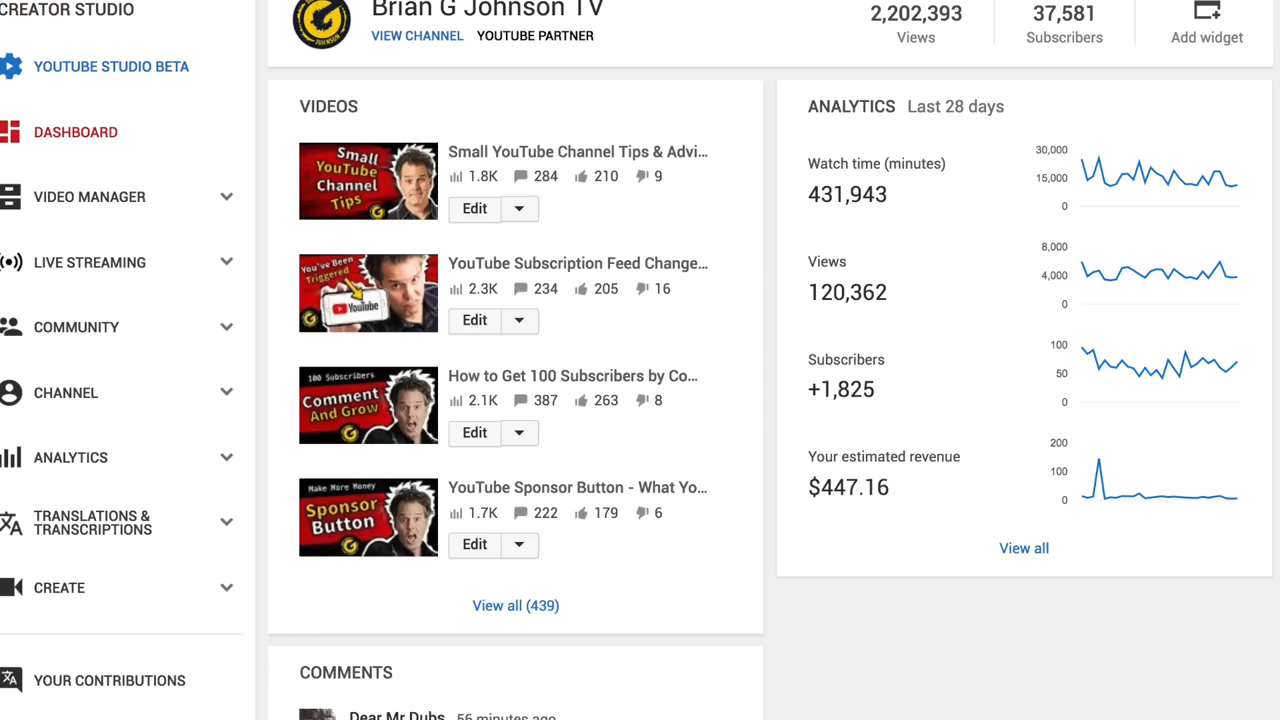 CREATOR STUDIO
YOUTUBE STUDIO BETA
DASHBOARD
VIDEO MANAGER
LIVE STREAMING
COMMUNITY
CHANNEL
ANALYTICS
TRANSLATIONS &
TRANSCRIPTIONS
CREATE
YOUR CONTRIBUTIONS
Brian G Johnson TV
VIEW CHANNEL YOUTUBE PARTNER
2,202,393
Views
37,581
Subscribers
Add widget
VIDEOS
Small
YouTube
Channel
Tips
Small YouTube Channel Tips & Advi...
1.8K 284 210 9
Edit
You've Been
Triggered
YouTube
YouTube Subscription Feed Change...
2.3K 234 205 16
Edit
100 Subscribers
Comment
And Grow
How to Get 100 Subscribers by Co...
2.1K 387 263 8
Edit
Make More Money
Sponsor
Button
YouTube Sponsor Button - What Yo...
1.7K 222 179 6
Edit
View all (439)
COMMENTS
Dear Mr Dubs 56 minutes ago
ANALYTICS Last 28 days
Watch time (minutes)
431,943
30,000
15,000
0
Views
120,362
8,000
4,000
0
Subscribers
+1,825
100
50
0
Your estimated revenue
$447.16
200
100
0
View all